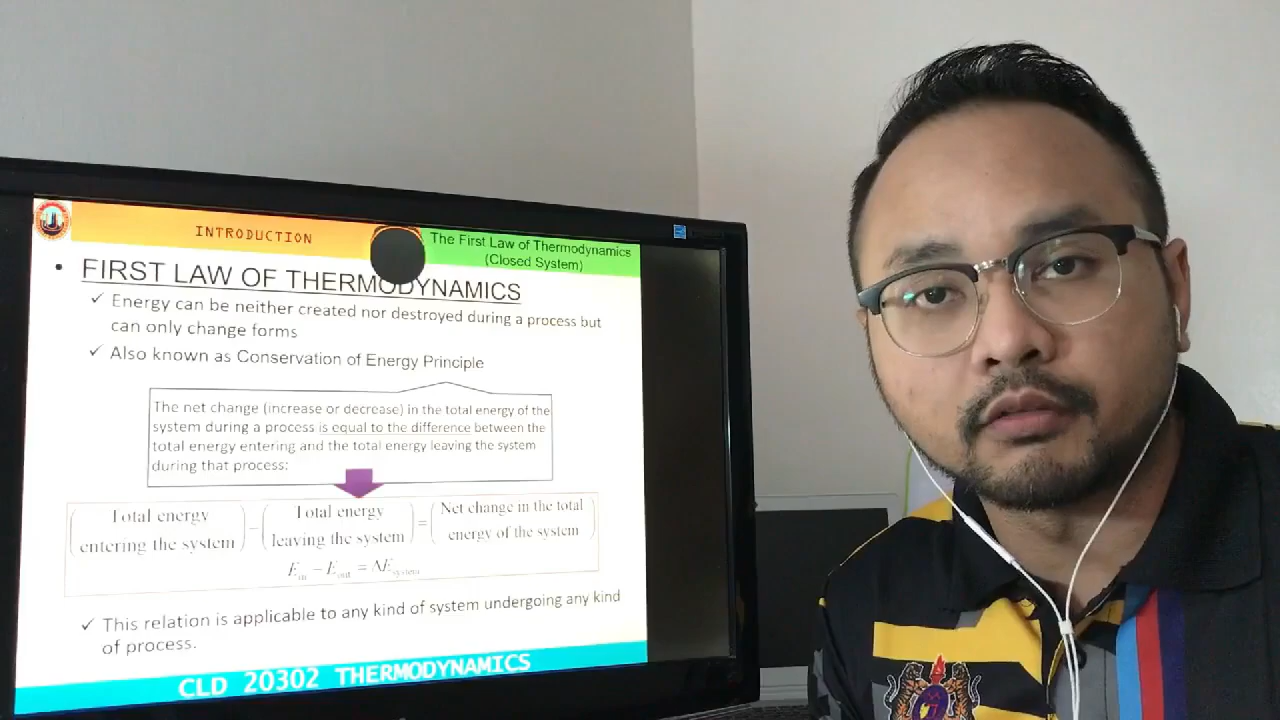 INTRODUCTION
The First Law of Thermodynamics
(Closed System)
• FIRST LAW OF THERMODYNAMICS
✓ Energy can be neither created nor destroyed during a process but
can only change forms
✓ Also known as Conservation of Energy Principle
The net change (increase or decrease) in the total energy of the
system during a process is equal to the difference between the
total energy entering and the total energy leaving the system
during that process:
(Total energy entering the system) − (Total energy leaving the system) = (Net change in the total energy of the system)
E_in − E_out = ΔE_system
✓ This relation is applicable to any kind of system undergoing any kind
of process.
CLD 20302 THERMODYNAMICS